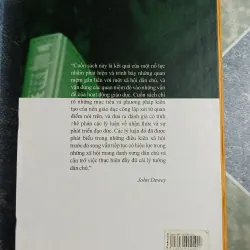 "Cuốn sách này là kết quả của một nỗ lực
nhằm phát hiện và trình bày những quan
niệm gắn liền với một xã hội dân chủ, và
vận dụng các quan niệm đó vào những vấn
đề của hoạt động giáo dục. Cuốn sách chỉ
rõ những mục tiêu và phương pháp kiến
tạo của nền giáo dục công lập xét từ quan
điểm nói trên, và đưa ra đánh giá có tính
phê phán các lý luận về nhận thức và sự
phát triển đạo đức. Các lý luận đó đã được
phát biểu trong những điều kiện xã hội
trước đó song vẫn tiếp tục có hiệu lực trong
những xã hội mang danh xưng dân chủ và
cản trở việc thực hiện đầy đủ cái lý tưởng
dân chủ."
John Dewey